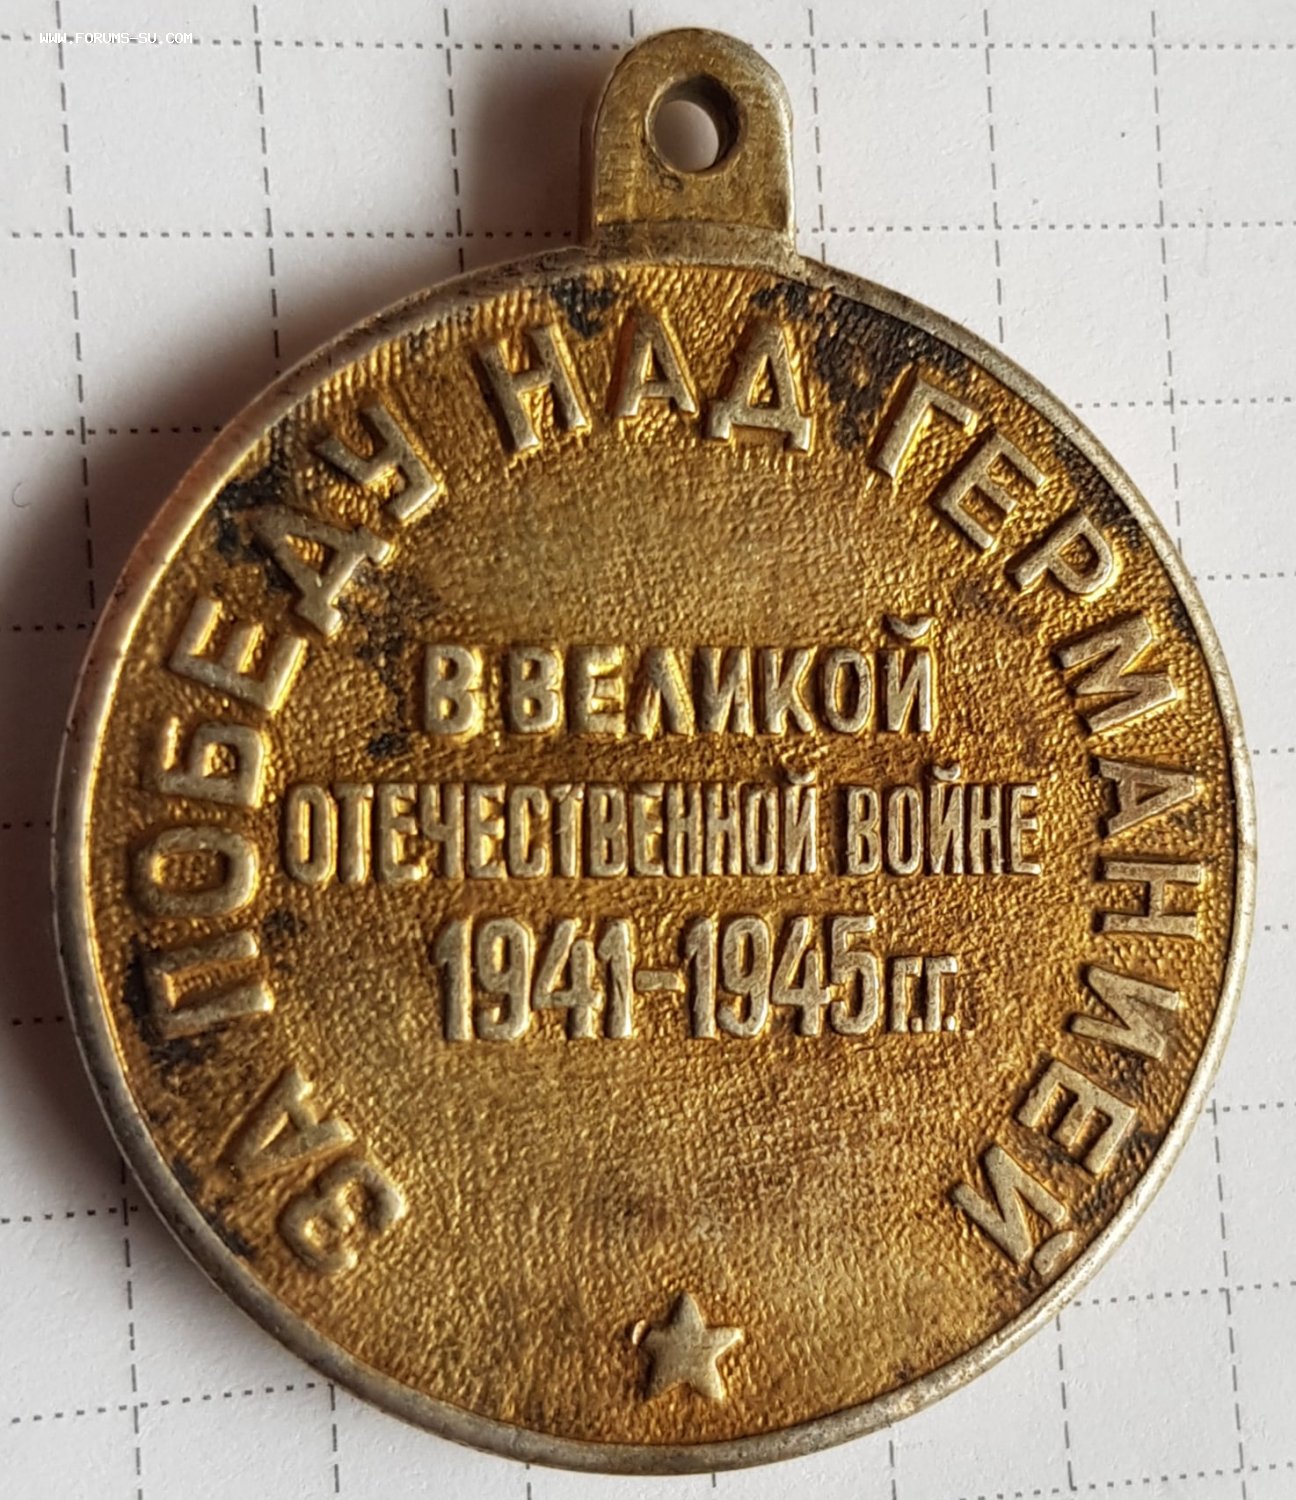 WWW.FORUMS-SU.COM
ЗА ПОБЕДУ НАД ГЕРМАНИЕЙ
В ВЕЛИКОЙ
ОТЕЧЕСТВЕННОЙ ВОЙНЕ
1941-1945 г.г.